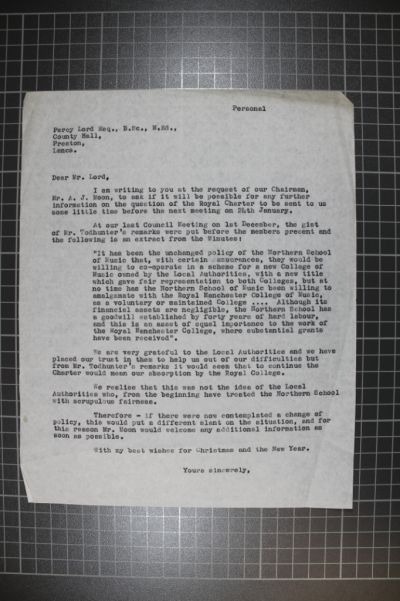 Personal
Percy Lord Esq., B.Sc., M.Ed.,
County Hall,
Preston,
Lancs.
Dear Mr. Lord,
I am writing to you at the request of our Chairman,
Mr. A. J. Moon, to ask if it will be possible for any further
information on the question of the Royal Charter to be sent to us
some little time before the next meeting on 24th January.
At our last Council Meeting on 1st December, the gist
of Mr. Todhunter's remarks were put before the members present and
the following is an extract from the Minutes:
"It has been the unchanged policy of the Northern School
of Music that, with certain assurances, they would be
willing to co-operate in a scheme for a new College of
Music owned by the Local Authorities, with a new title
which gave fair representation to both Colleges, but at
no time has the Northern School of Music been willing to
amalgamate with the Royal Manchester College of Music,
as a voluntary or maintained College .... Although its
financial assets are negligible, the Northern School has
a goodwill established by forty years of hard labour,
and this is an asset of equal importance to the work of
the Royal Manchester College, where substantial grants
have been received".
We are very grateful to the Local Authorities and we have
placed our trust in them to help us out of our difficulties but
from Mr. Todhunter's remarks it would seem that to continue the
Charter would mean our absorption by the Royal College.
We realise that this was not the idea of the Local
Authorities who, from the beginning have treated the Northern School
with scrupulous fairness.
Therefore - if there were now contemplated a change of
policy, this would put a different slant on the situation, and for
this reason Mr. Moon would welcome any additional information as
soon as possible.
With my best wishes for Christmas and the New Year.
Yours sincerely,